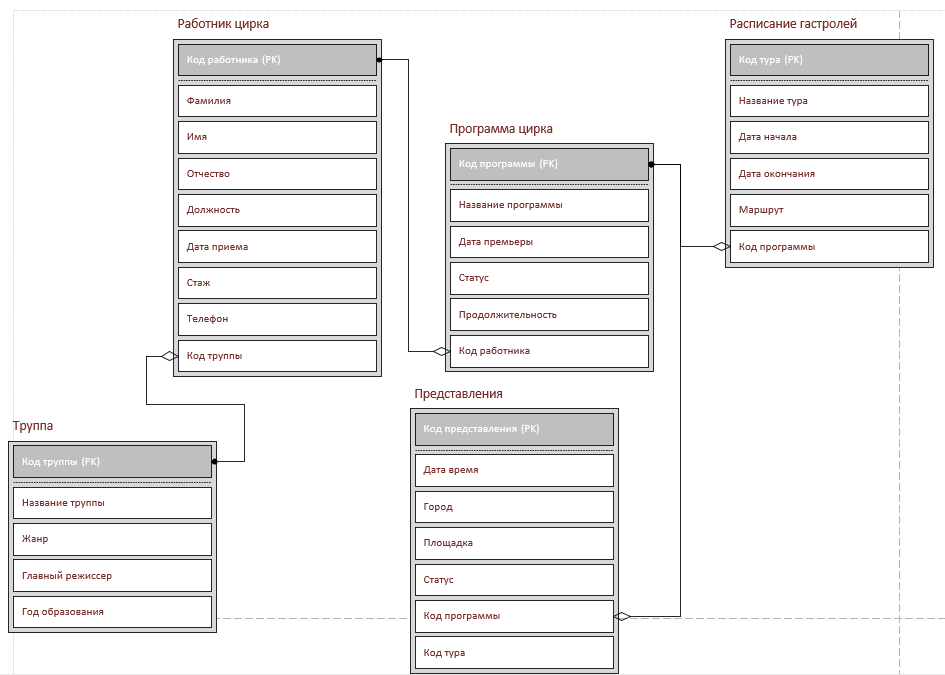 Работник цирка
Код работника (PK)
Фамилия
Имя
Отчество
Должность
Дата приема
Стаж
Телефон
Код труппы
Труппа
Код труппы (PK)
Название труппы
Жанр
Главный режиссер
Год образования
Программа цирка
Код программы (PK)
Название программы
Дата премьеры
Статус
Продолжительность
Код работника
Представления
Код представления (PK)
Дата время
Город
Площадка
Статус
Код программы
Код тура
Расписание гастролей
Код тура (PK)
Название тура
Дата начала
Дата окончания
Маршрут
Код программы